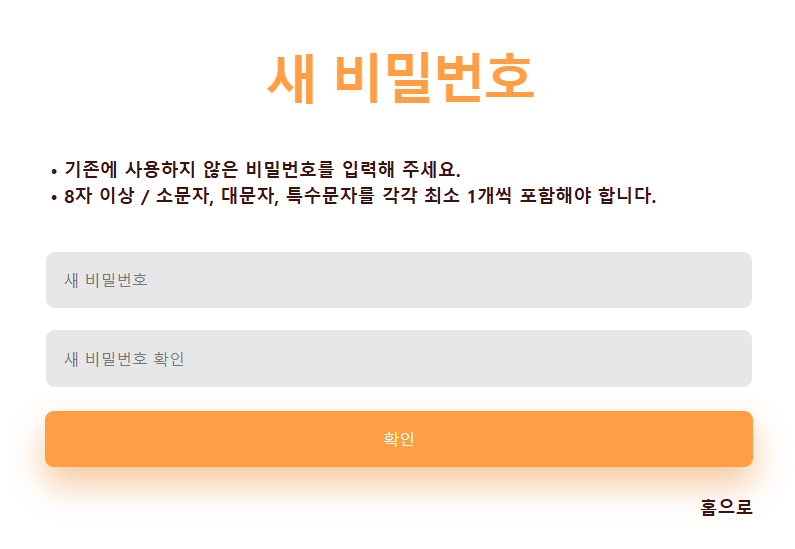 새 비밀번호
• 기존에 사용하지 않은 비밀번호를 입력해 주세요.
• 8자 이상 / 소문자, 대문자, 특수문자를 각각 최소 1개씩 포함해야 합니다.
새 비밀번호
새 비밀번호 확인
확인
홈으로